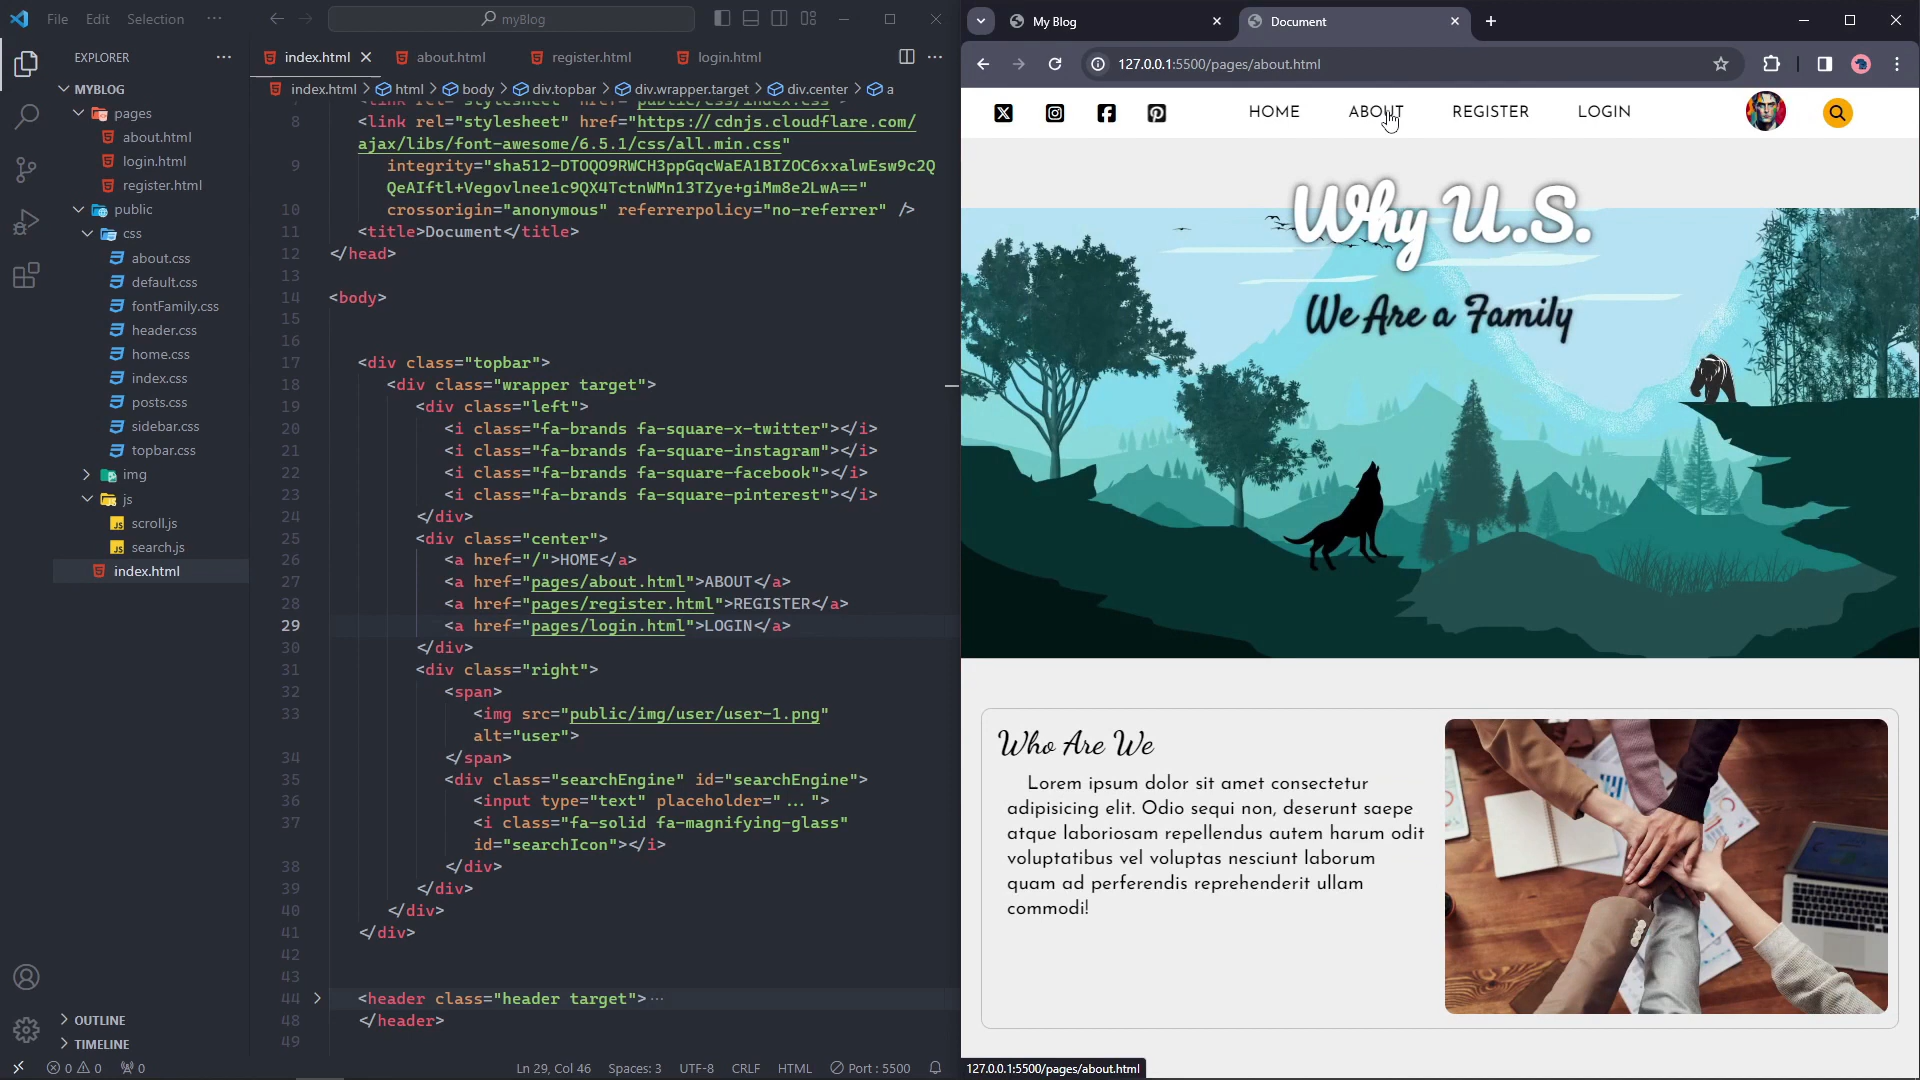 File Edit Selection ···
myBlog
EXPLORER ···
MYBLOG
pages
about.html
login.html
register.html
public
css
about.css
default.css
fontFamily.css
header.css
home.css
index.css
posts.css
sidebar.css
topbar.css
img
js
scroll.js
search.js
index.html
OUTLINE
TIMELINE
index.html about.html register.html login.html
index.html > html > body > div.topbar > div.wrapper.target > div.center > a
8 <link rel="stylesheet" href="https://cdnjs.cloudflare.com/
ajax/libs/font-awesome/6.5.1/css/all.min.css"
9 integrity="sha512-DTOQO9RWCH3ppGqcWaEA1BIZOC6xxalwEsw9c2Q
QeAIftl+Vegovlnee1c9QX4TctnWMn13TZye+giMm8e2LwA=="
10 crossorigin="anonymous" referrerpolicy="no-referrer" />
11 <title>Document</title>
12 </head>
13
14 <body>
15
16
17 <div class="topbar">
18 <div class="wrapper target">
19 <div class="left">
20 <i class="fa-brands fa-square-x-twitter"></i>
21 <i class="fa-brands fa-square-instagram"></i>
22 <i class="fa-brands fa-square-facebook"></i>
23 <i class="fa-brands fa-square-pinterest"></i>
24 </div>
25 <div class="center">
26 <a href="/">HOME</a>
27 <a href="pages/about.html">ABOUT</a>
28 <a href="pages/register.html">REGISTER</a>
29 <a href="pages/login.html">LOGIN</a>
30 </div>
31 <div class="right">
32 <span>
33 <img src="public/img/user/user-1.png"
alt="user">
34 </span>
35 <div class="searchEngine" id="searchEngine">
36 <input type="text" placeholder="...">
37 <i class="fa-solid fa-magnifying-glass"
id="searchIcon"></i>
38 </div>
39 </div>
40 </div>
41 </div>
42
43
44 <header class="header target">···
48 </header>
49
0 0 0 Ln 29, Col 46 Spaces: 3 UTF-8 CRLF HTML Port : 5500
My Blog Document
127.0.0.1:5500/pages/about.html
HOME ABOUT REGISTER LOGIN
Why U.S.
We Are a Family
Who Are We
Lorem ipsum dolor sit amet consectetur
adipisicing elit. Odio sequi non, deserunt saepe
atque laboriosam repellendus autem harum odit
voluptatibus vel voluptas nesciunt laborum
quam ad perferendis reprehenderit ullam
commodi!
127.0.0.1:5500/pages/about.html